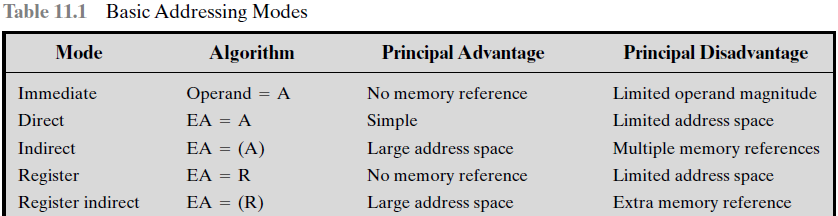 Table 11.1 Basic Addressing Modes
Mode Algorithm Principal Advantage Principal Disadvantage
Immediate Operand = A No memory reference Limited operand magnitude
Direct EA = A Simple Limited address space
Indirect EA = (A) Large address space Multiple memory references
Register EA = R No memory reference Limited address space
Register indirect EA = (R) Large address space Extra memory reference